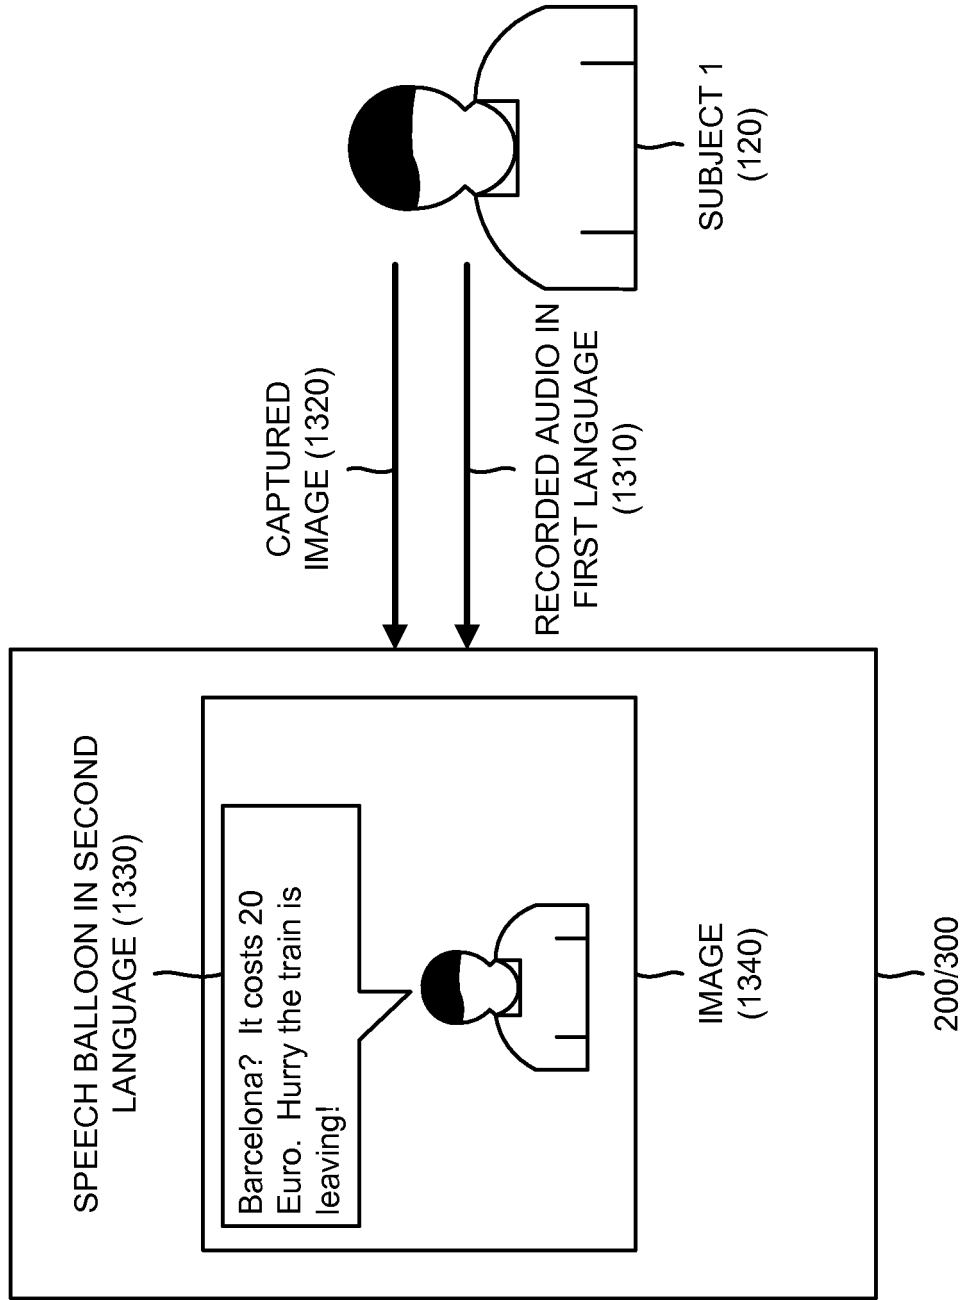 SPEECH BALLOON IN SECOND
LANGUAGE (1330)
Barcelona? It costs 20
Euro. Hurry the train is
leaving!
IMAGE
(1340)
200/300
CAPTURED
IMAGE (1320)
RECORDED AUDIO IN
FIRST LANGUAGE
(1310)
SUBJECT 1
(120)